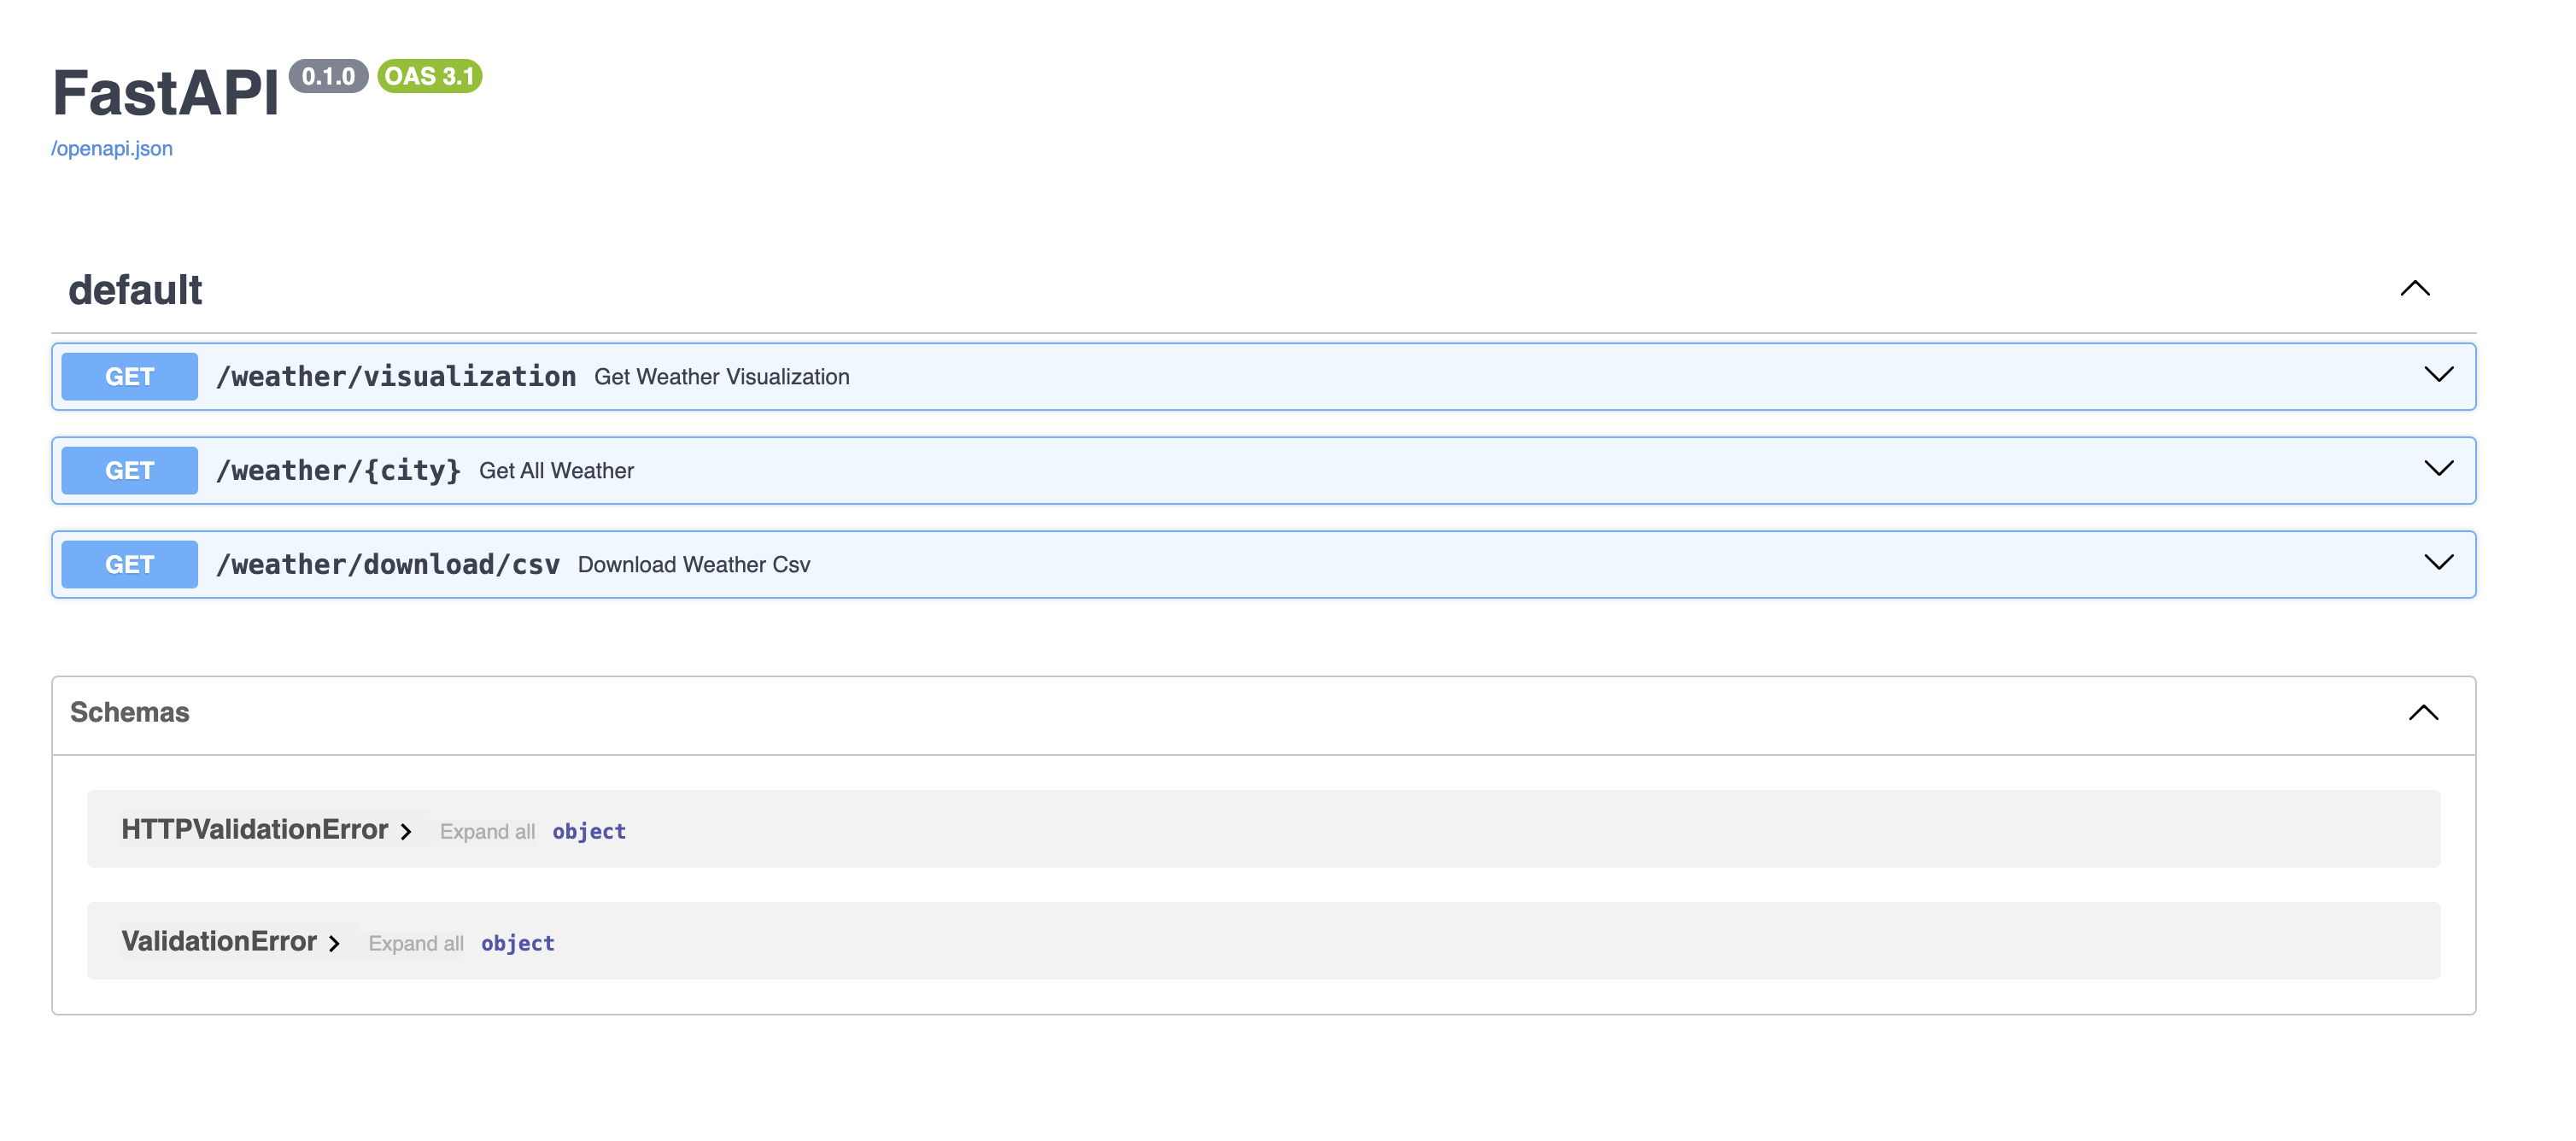 FastAPI 0.1.0 OAS 3.1
/openapi.json
default
GET /weather/visualization Get Weather Visualization
GET /weather/{city} Get All Weather
GET /weather/download/csv Download Weather Csv
Schemas
HTTPValidationError Expand all object
ValidationError Expand all object